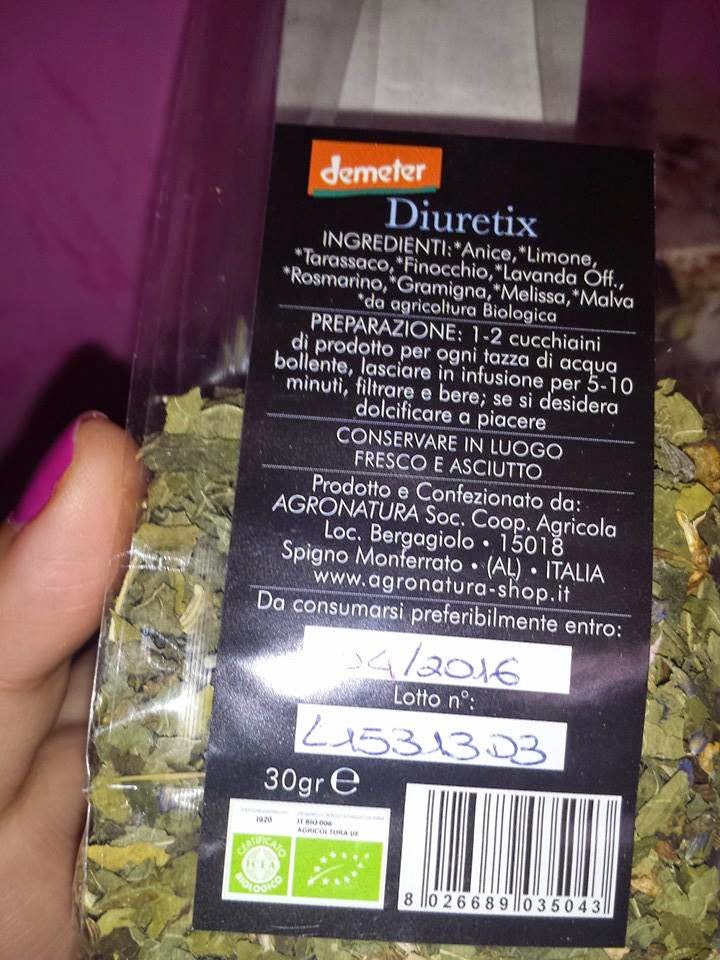 demeter
Diuretix
INGREDIENTI:*Anice,*Limone,
*Tarassaco,*Finocchio,*Lavanda Off.,
*Rosmarino,*Gramigna,*Melissa,*Malva
*da agricoltura Biologica
PREPARAZIONE: 1-2 cucchiaini
di prodotto per ogni tazza di acqua
bollente, lasciare in infusione per 5-10
minuti, filtrare e bere; se si desidera
dolcificare a piacere
CONSERVARE IN LUOGO
FRESCO E ASCIUTTO
Prodotto e Confezionato da:
AGRONATURA Soc. Coop. Agricola
Loc. Bergagiolo • 15018
Spigno Monferrato • (AL) • ITALIA
www.agronatura-shop.it
Da consumarsi preferibilmente entro:
04/2016
Lotto n°:
L1531303
30gr e
1920
IT BIO 006
AGRICOLTURA UE
CERTIFICATO
ICEA
BIOLOGICO
8 026689 035043